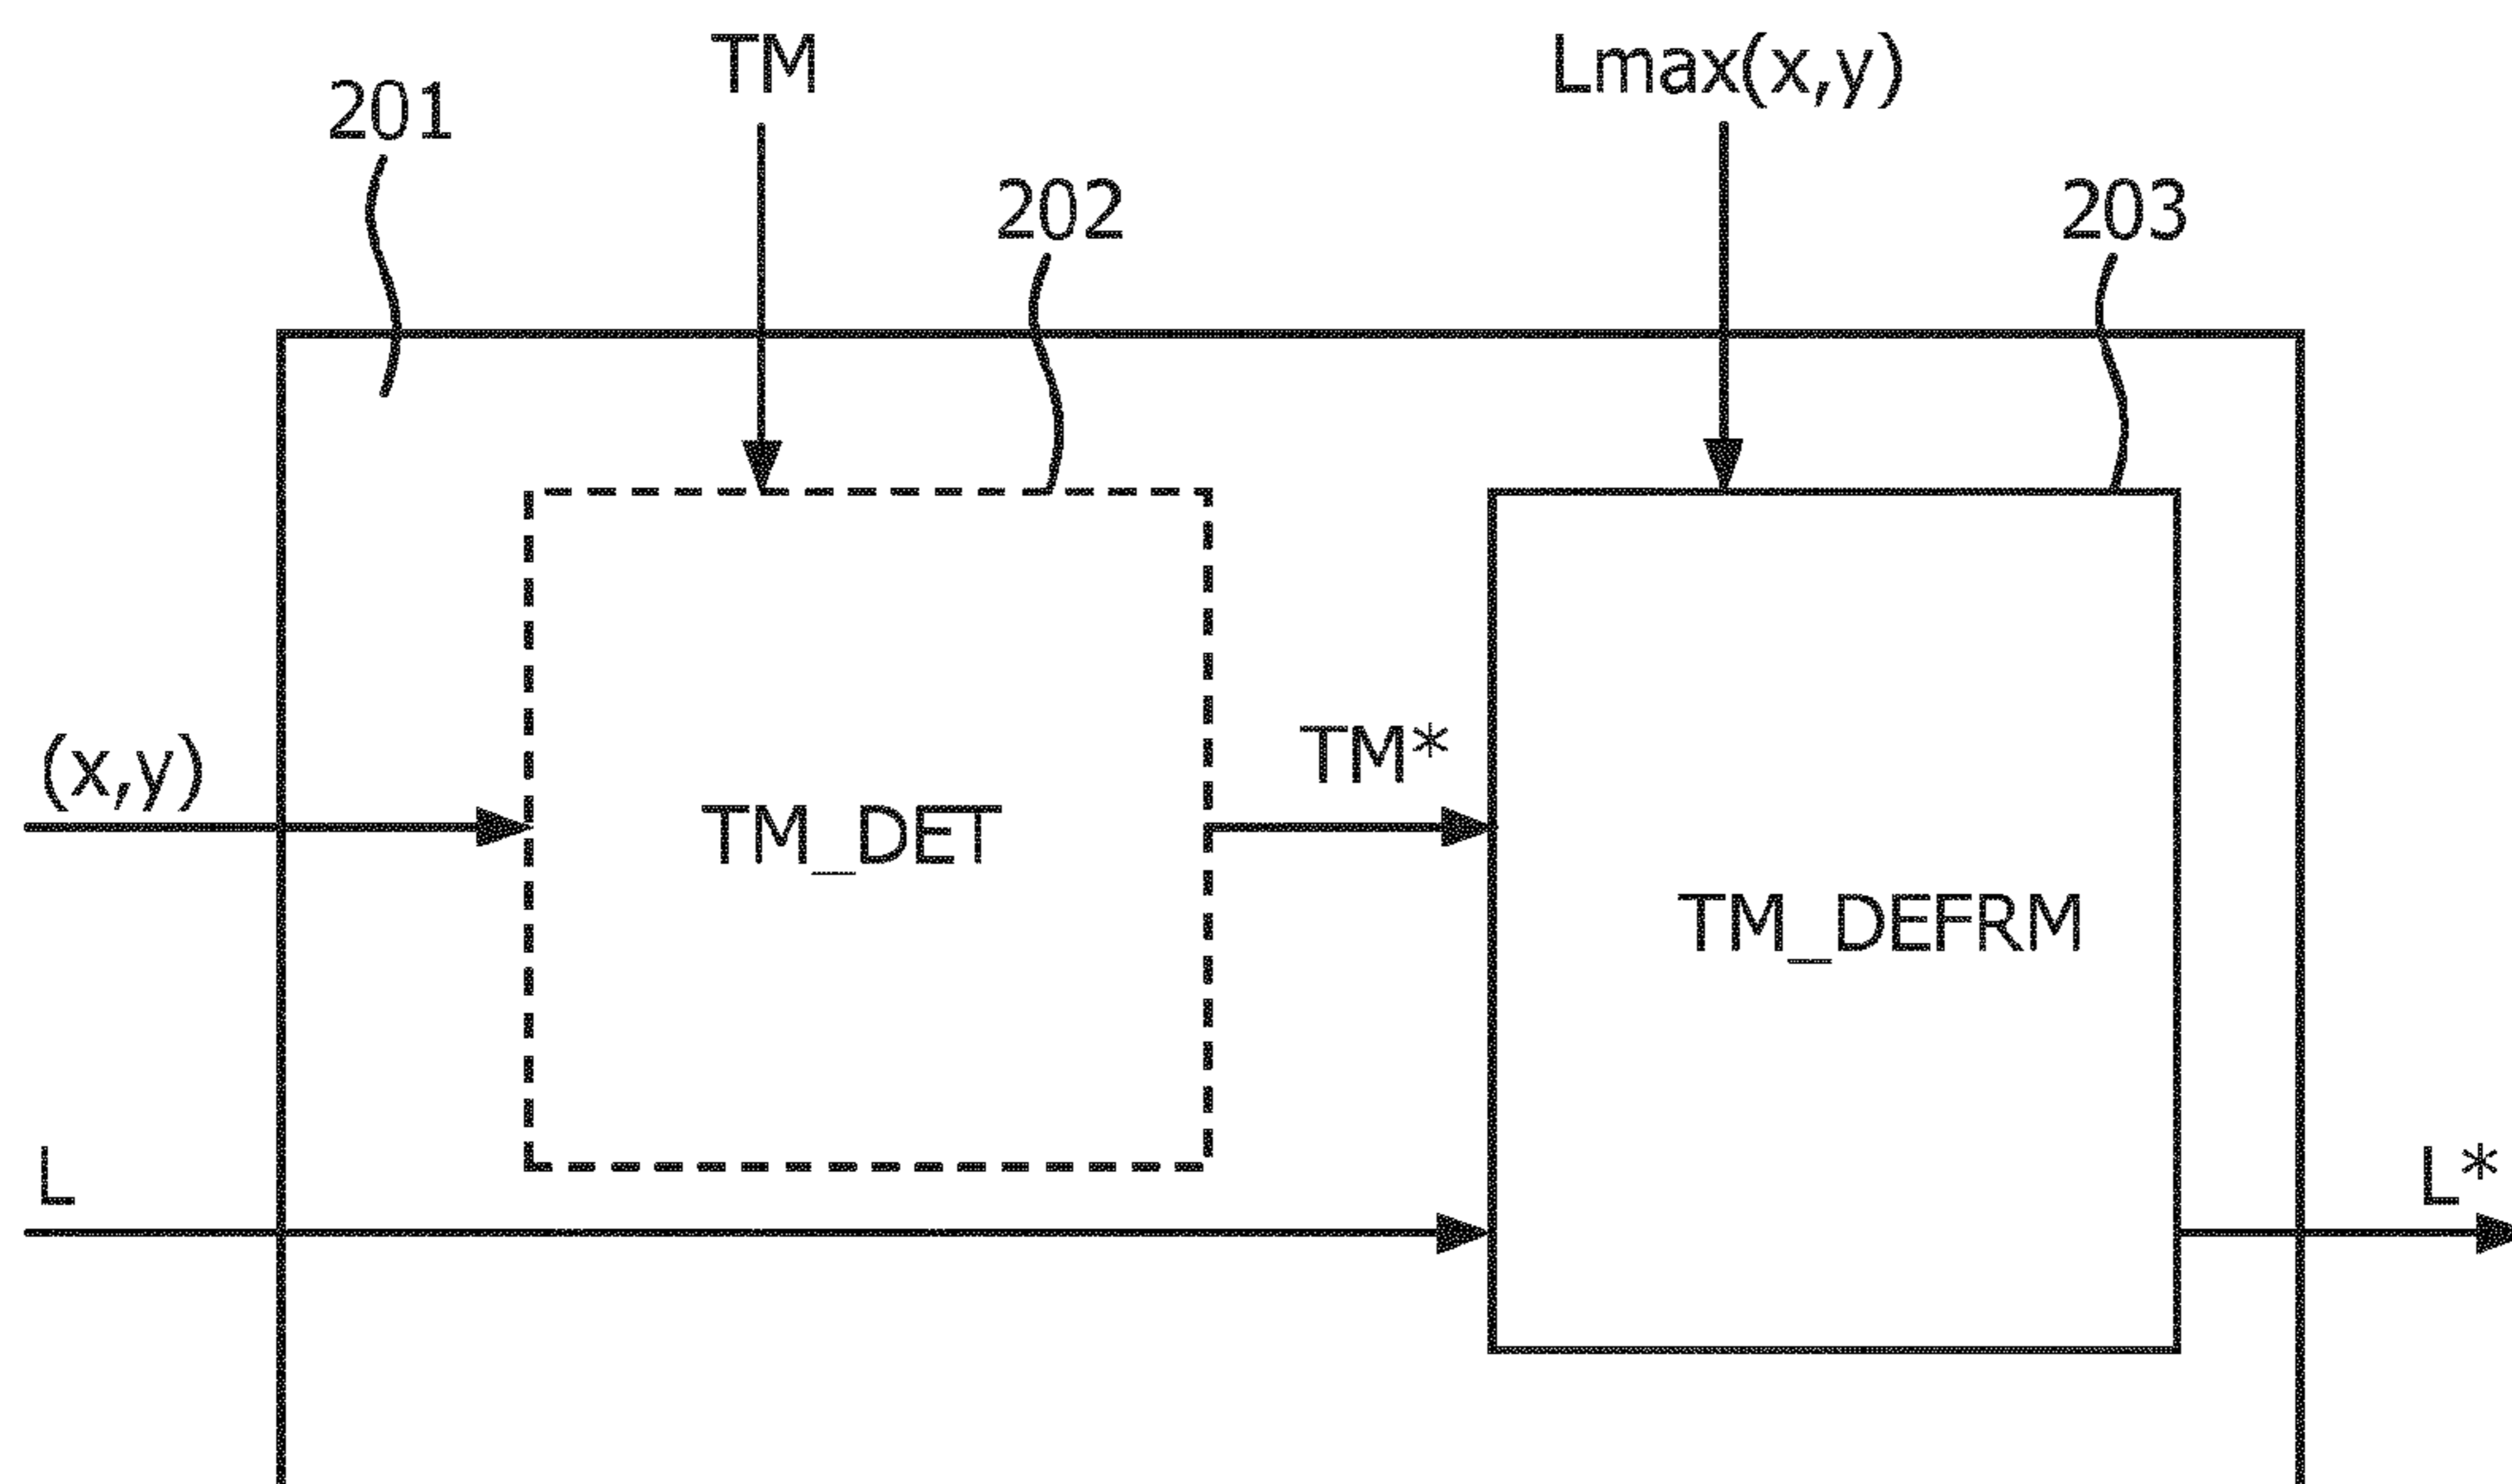 TM
Lmax(x,y)
201
202
203
(x,y)
TM*
TM_DET
TM_DEFRM
L
L*